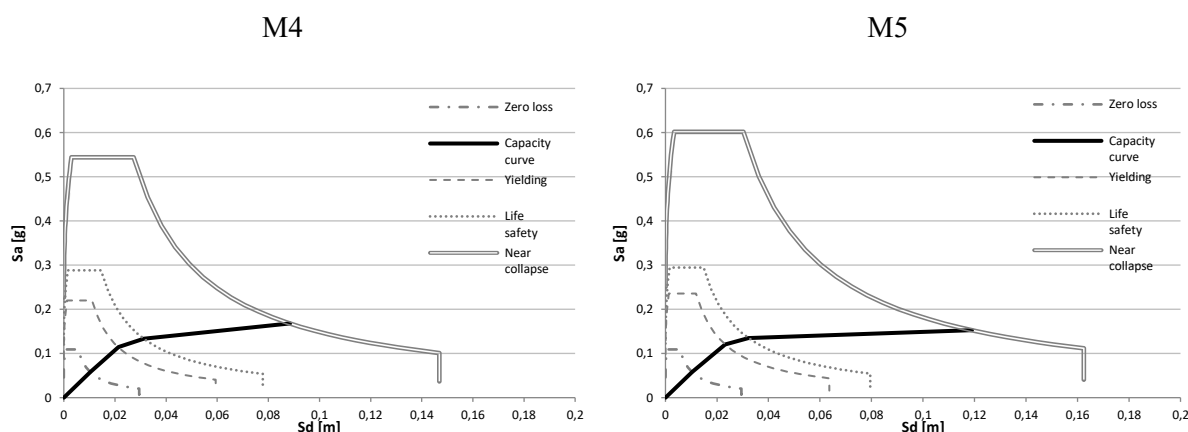 M4
0,7
0,6
0,5
0,4
0,3
0,2
0,1
0
Sa [g]
0
0,02
0,04
0,06
0,08
0,1
0,12
0,14
0,16
0,18
0,2
Sd [m]
Zero loss
Capacity
curve
Yielding
Life
safety
Near
collapse
M5
0,7
0,6
0,5
0,4
0,3
0,2
0,1
0
Sa [g]
0
0,02
0,04
0,06
0,08
0,1
0,12
0,14
0,16
0,18
0,2
Sd [m]
Zero loss
Capacity
curve
Yielding
Life
safety
Near
collapse